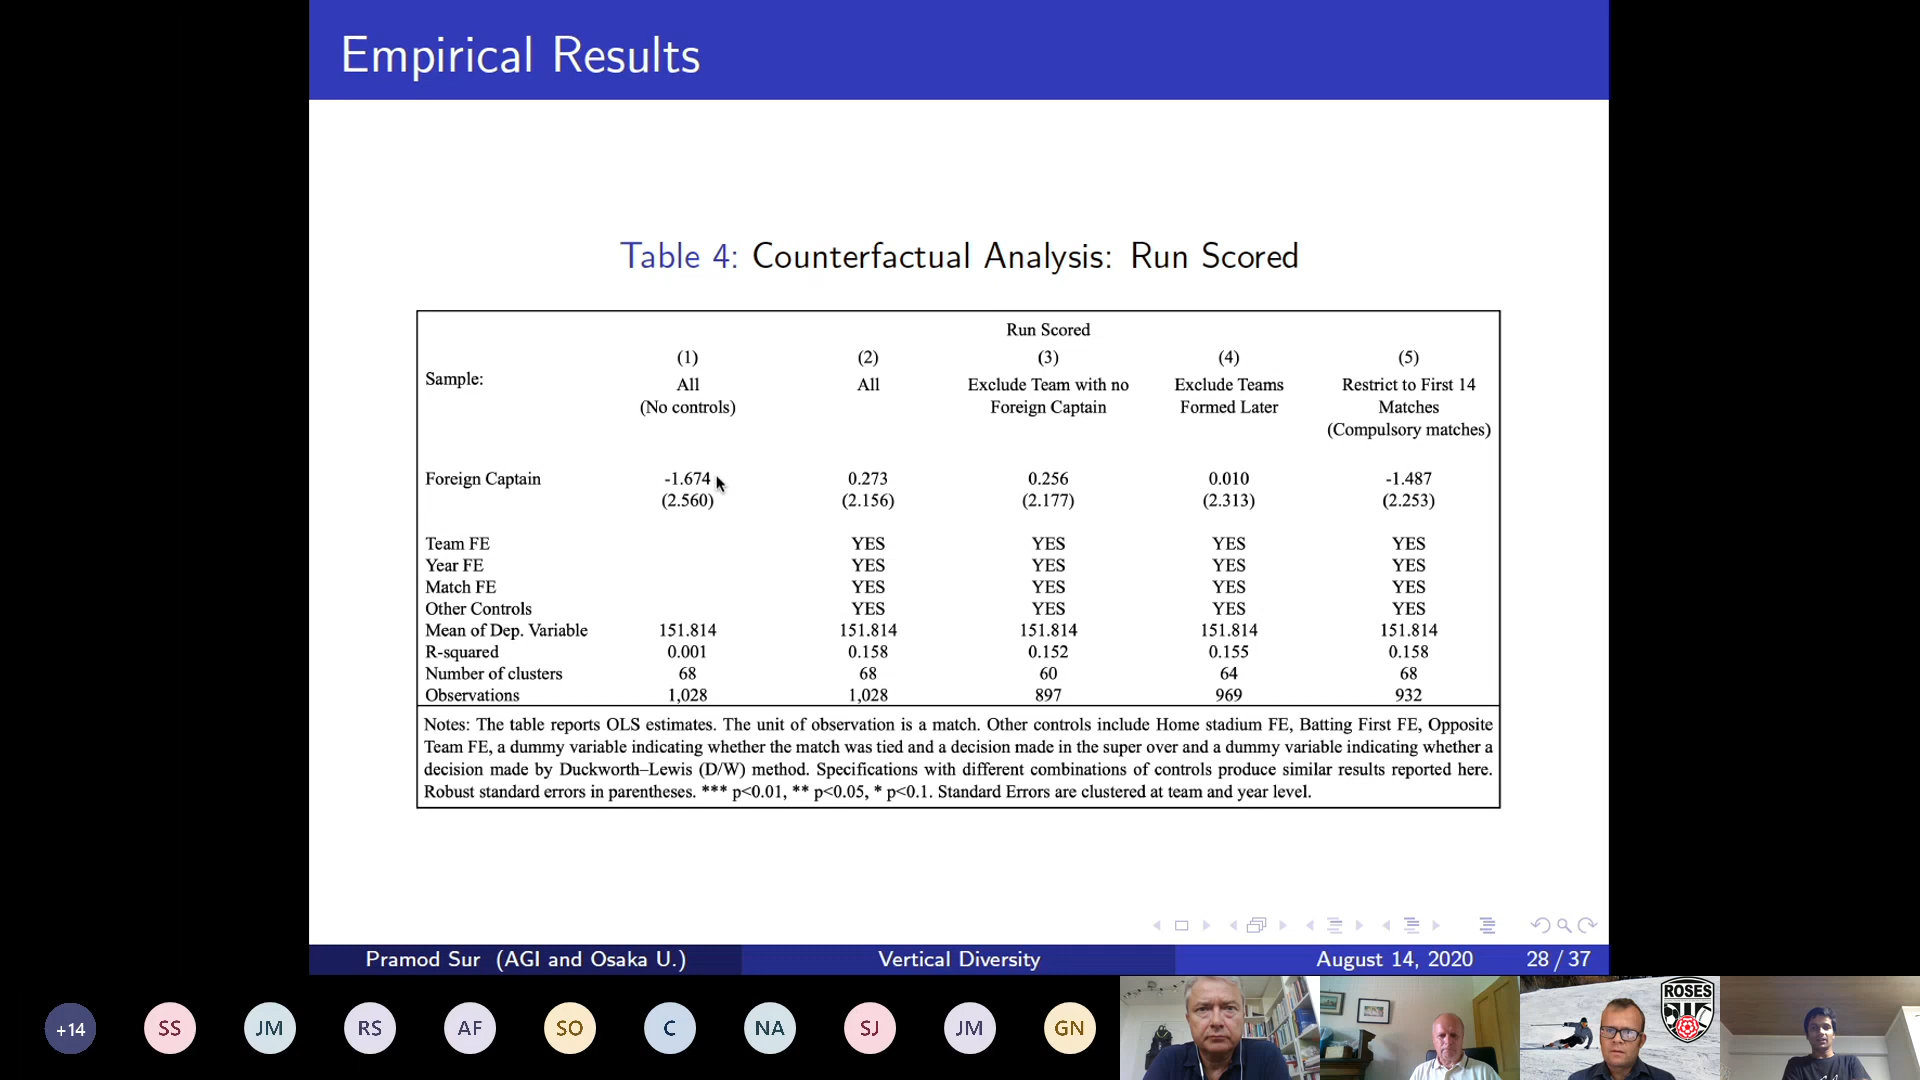 Empirical Results
Table 4: Counterfactual Analysis: Run Scored
Run Scored
(1) (2) (3) (4) (5)
Sample:
All All Exclude Team with no Exclude Teams Restrict to First 14
(No controls) Foreign Captain Formed Later Matches
(Compulsory matches)
Foreign Captain -1.674 0.273 0.256 0.010 -1.487
(2.560) (2.156) (2.177) (2.313) (2.253)
Team FE YES YES YES YES
Year FE YES YES YES YES
Match FE YES YES YES YES
Other Controls YES YES YES YES
Mean of Dep. Variable 151.814 151.814 151.814 151.814 151.814
R-squared 0.001 0.158 0.152 0.155 0.158
Number of clusters 68 68 60 64 68
Observations 1,028 1,028 897 969 932
Notes: The table reports OLS estimates. The unit of observation is a match. Other controls include Home stadium FE, Batting First FE, Opposite
Team FE, a dummy variable indicating whether the match was tied and a decision made in the super over and a dummy variable indicating whether a
decision made by Duckworth–Lewis (D/W) method. Specifications with different combinations of controls produce similar results reported here.
Robust standard errors in parentheses. *** p<0.01, ** p<0.05, * p<0.1. Standard Errors are clustered at team and year level.
Pramod Sur (AGI and Osaka U.) Vertical Diversity August 14, 2020 28 / 37
+14 SS JM RS AF SO C NA SJ JM GN
ROSES